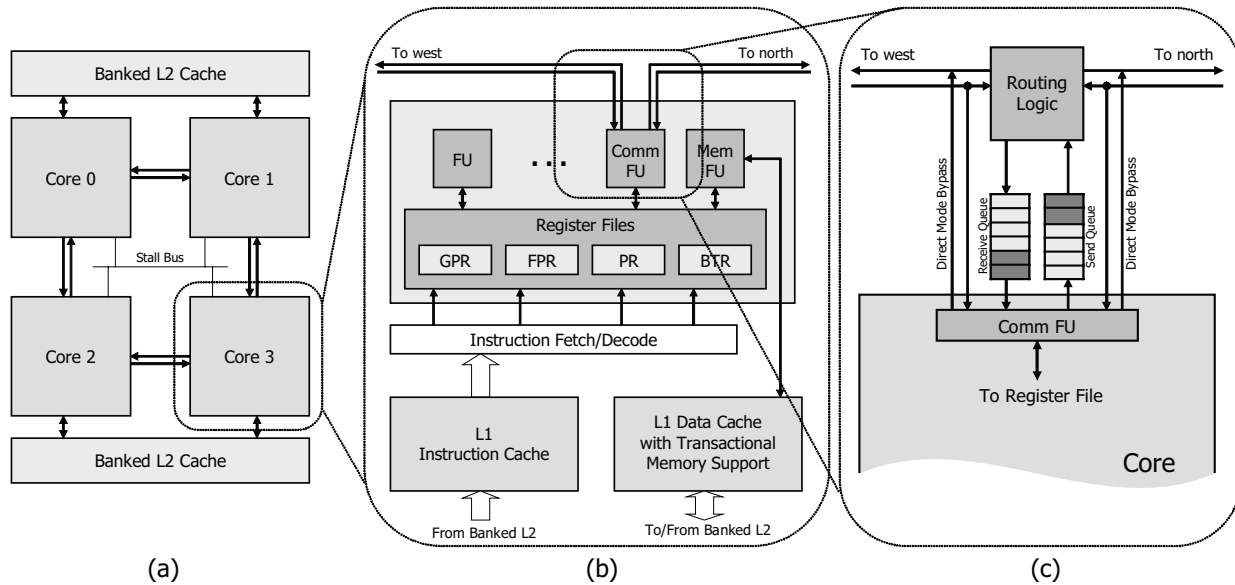 Banked L2 Cache
Core 0
Core 1
Stall Bus
Core 2
Core 3
Banked L2 Cache
(a)
To west
To north
FU
...
Comm
FU
Mem
FU
Register Files
GPR
FPR
PR
BTR
Instruction Fetch/Decode
L1
Instruction Cache
L1 Data Cache
with Transactional
Memory Support
From Banked L2
To/From Banked L2
(b)
To west
To north
Routing
Logic
Direct Mode Bypass
Receive Queue
Send Queue
Direct Mode Bypass
Comm FU
To Register File
Core
(c)